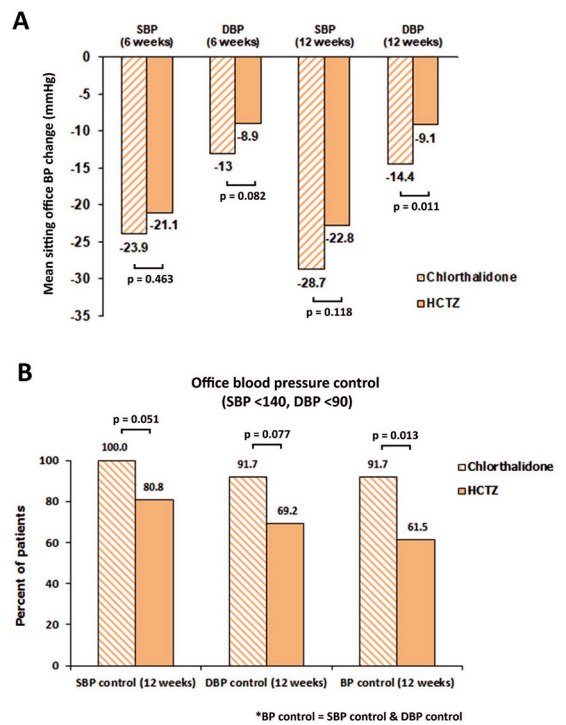 A
SBP
(6 weeks)
DBP
(6 weeks)
SBP
(12 weeks)
DBP
(12 weeks)
Mean sitting office BP change (mmHg)
0
-5
-10
-15
-20
-25
-30
-35
-23.9
-21.1
-13
-8.9
-28.7
-22.8
-14.4
-9.1
p = 0.463
p = 0.082
p = 0.118
p = 0.011
Chlorthalidone
HCTZ
B
Office blood pressure control
(SBP <140, DBP <90)
p = 0.051
p = 0.077
p = 0.013
Percent of patients
100
80
60
40
20
0
100.0
80.8
91.7
69.2
91.7
61.5
Chlorthalidone
HCTZ
SBP control (12 weeks)
DBP control (12 weeks)
BP control (12 weeks)
*BP control = SBP control & DBP control